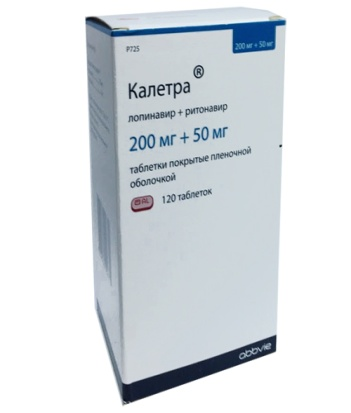 200 мг + 50 мг
P725
Калетра®
лопинавир + ритонавир
200 мг + 50 мг
таблетки покрытые пленочной
оболочкой
120 таблеток
abbvie